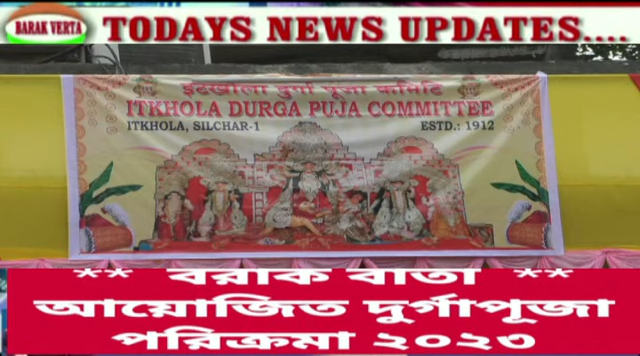 BARAK VERTA
TODAYS NEWS UPDATES....
ইটখোলা দুর্গা পূজা কমিটি
ITKHOLA DURGA PUJA COMMITTEE
ITKHOLA, SILCHAR-1 ESTD.: 1912
** বরাক বার্তা **
আয়োজিত দুর্গাপূজা
পরিক্রমা ২০২৩